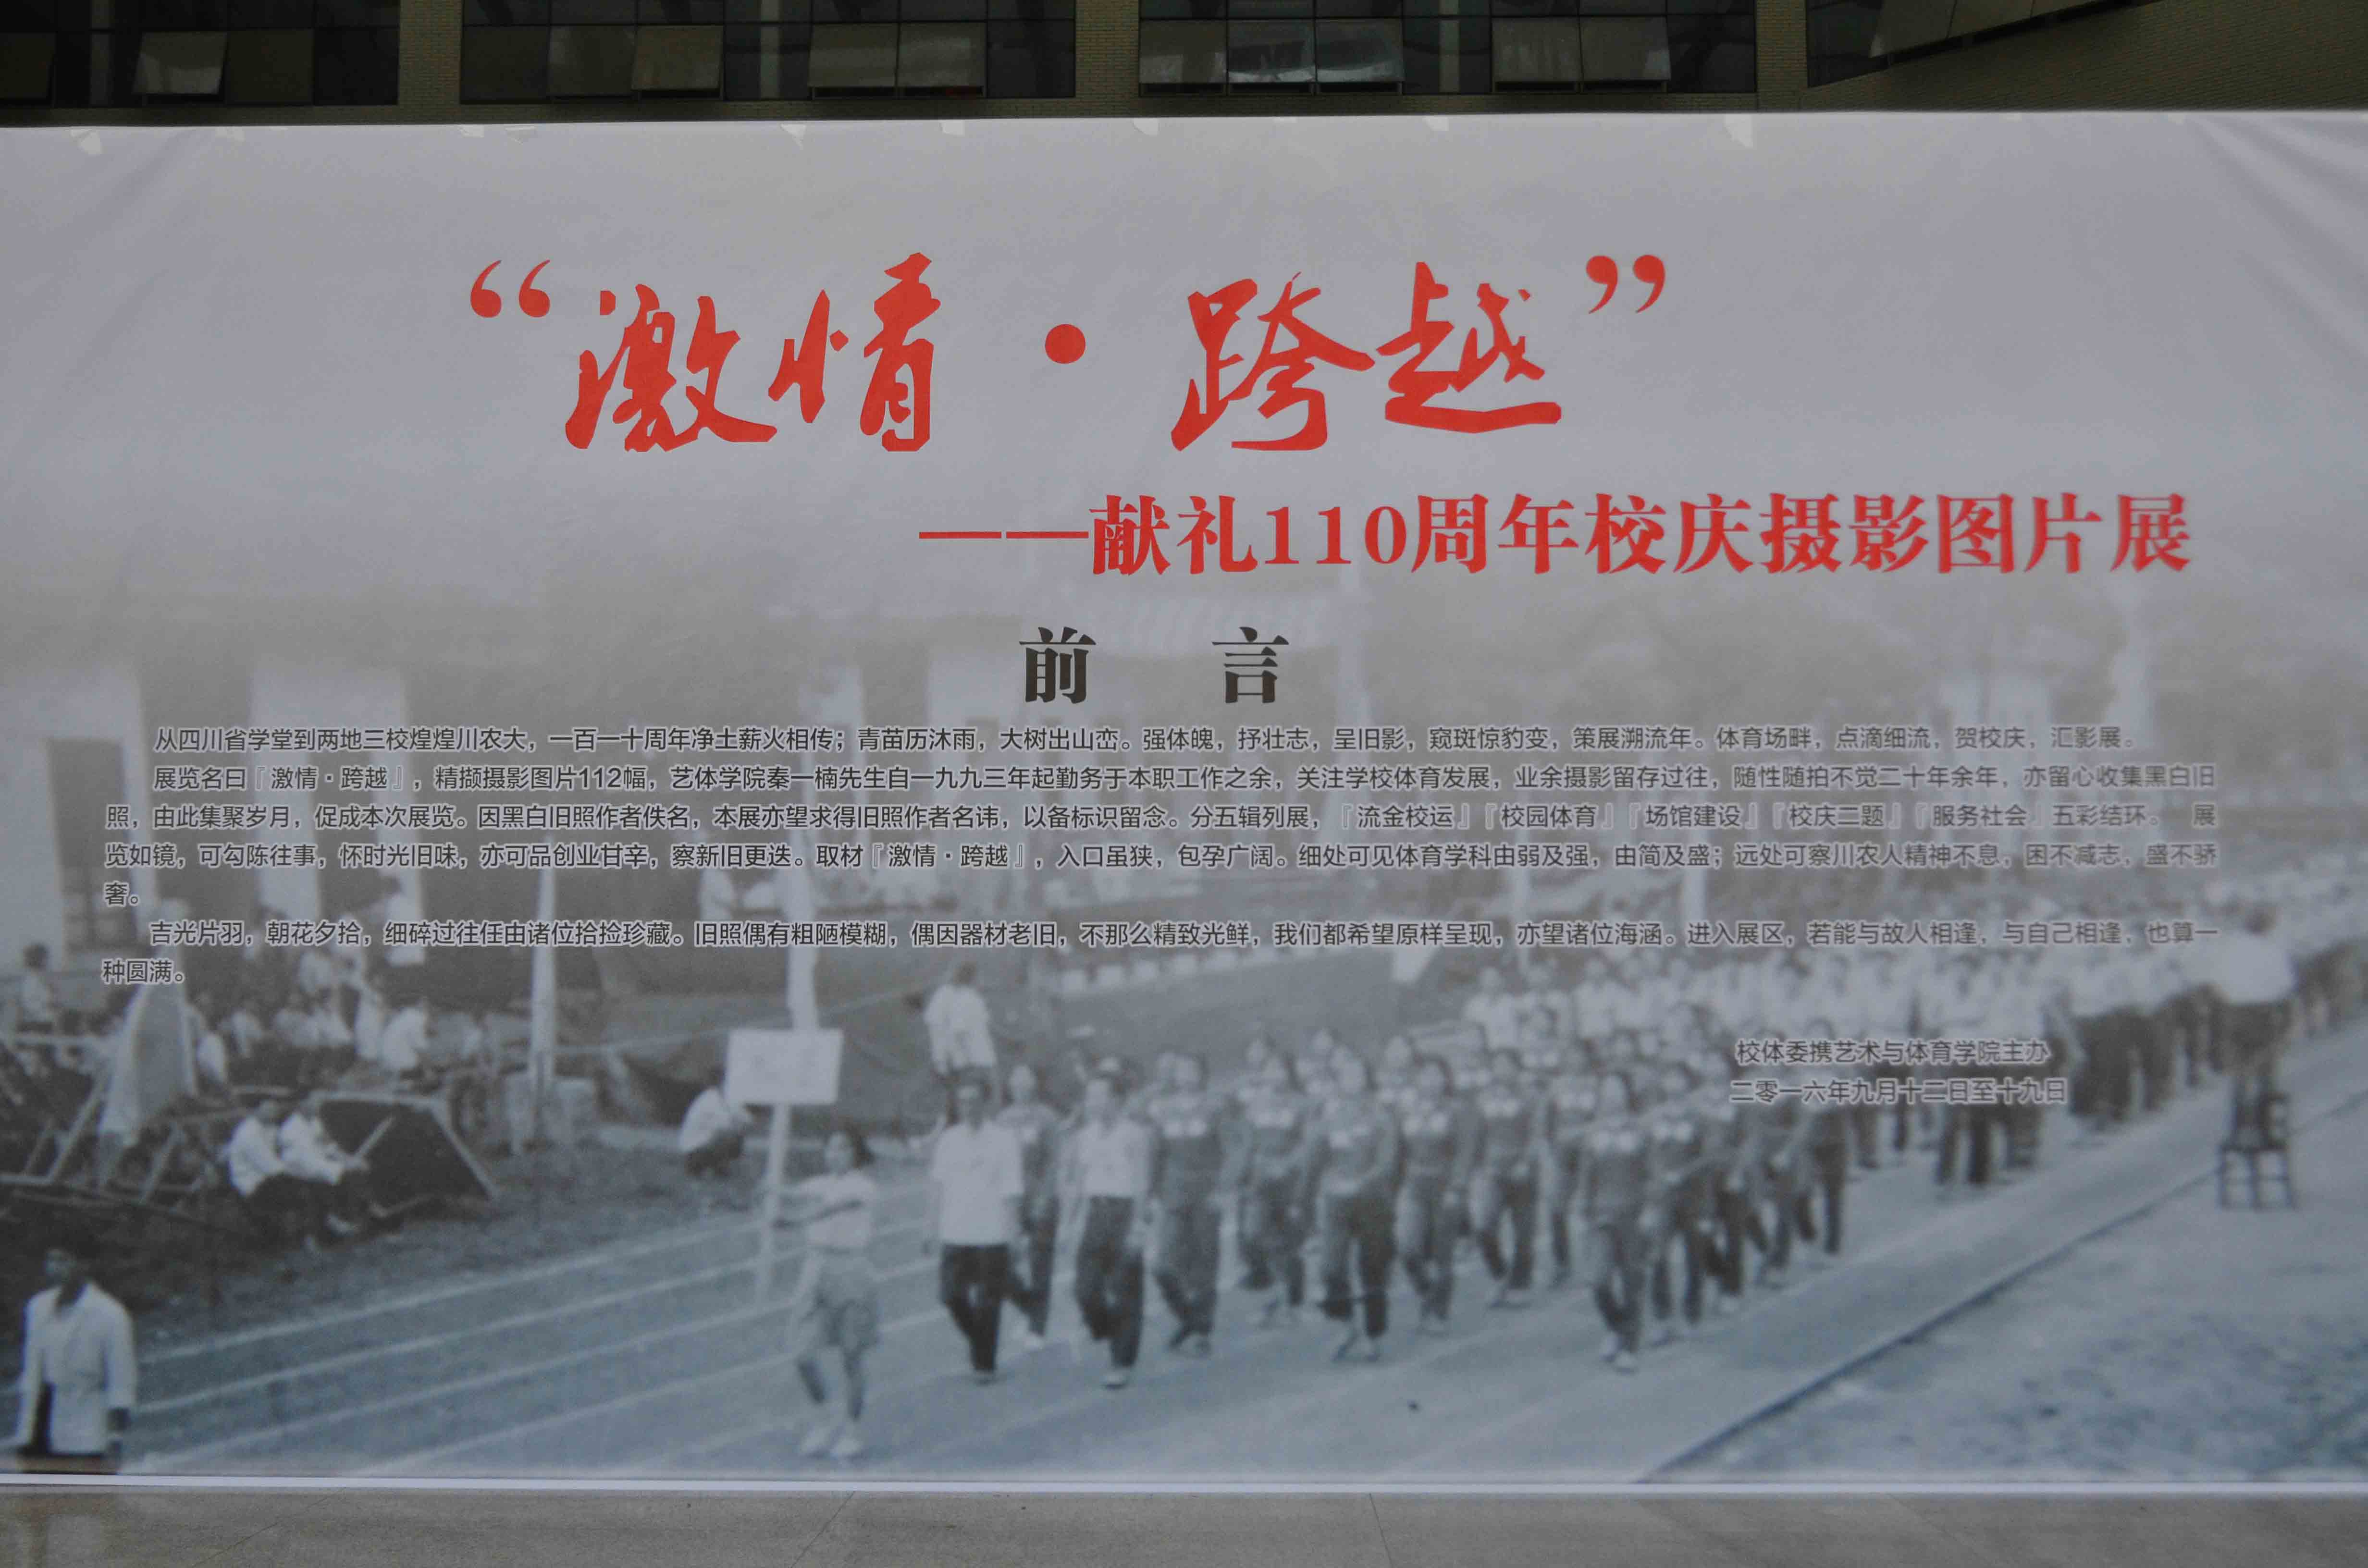 “激情·跨越”
——献礼110周年校庆摄影图片展
前 言
从四川省学堂到两地三校煌煌川农大，一百一十周年净土薪火相传；青苗历沐雨，大树出山峦。强体魄，抒壮志，呈旧影，窥斑惊豹变，策展溯流年。体育场畔，点滴细流，贺校庆，汇影展。
展览名曰『激情·跨越』，精撷摄影图片112幅，艺体学院秦一楠先生自一九九三年起勤务于本职工作之余，关注学校体育发展，业余摄影留存过往，随性随拍不觉二十年余年，亦留心收集黑白旧
照，由此集聚岁月，促成本次展览。因黑白旧照作者佚名，本展亦望求得旧照作者名讳，以备标识留念。分五辑列展，『流金校运』『校园体育』『场馆建设』『校庆二题』『服务社会』五彩结环。 展
览如镜，可勾陈往事，怀时光旧味，亦可品创业甘辛，察新旧更迭。取材『激情·跨越』，入口虽狭，包孕广阔。细处可见体育学科由弱及强，由简及盛；远处可察川农人精神不息，困不减志，盛不骄
奢。
吉光片羽，朝花夕拾，细碎过往任由诸位拾捡珍藏。旧照偶有粗陋模糊，偶因器材老旧，不那么精致光鲜，我们都希望原样呈现，亦望诸位海涵。进入展区，若能与故人相逢，与自己相逢，也算一
种圆满。
校体委携艺术与体育学院主办
二零一六年九月十二日至十九日